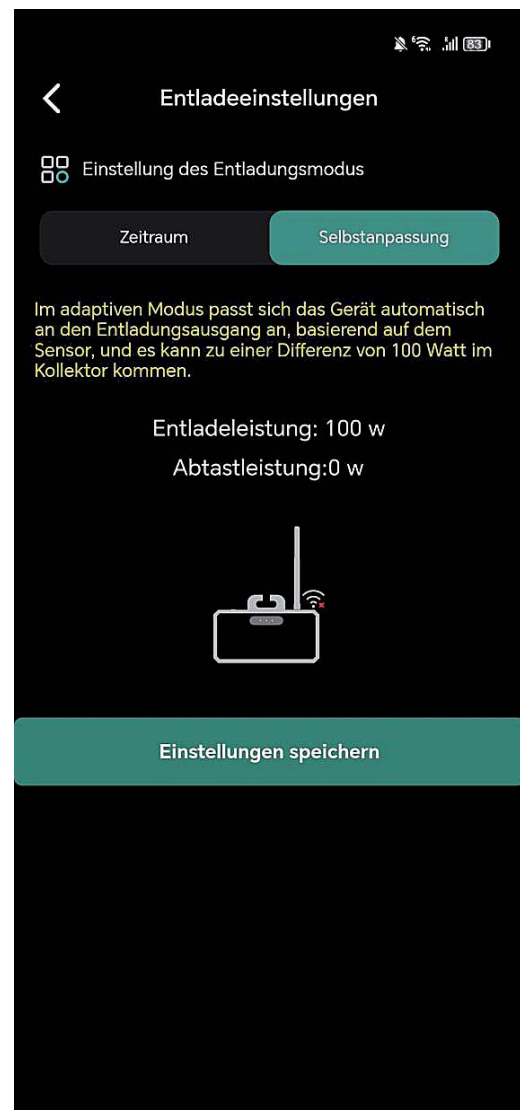 83
Entladeeinstellungen
Einstellung des Entladungsmodus
Zeitraum
Selbstanpassung
Im adaptiven Modus passt sich das Gerät automatisch
an den Entladungsausgang an, basierend auf dem
Sensor, und es kann zu einer Differenz von 100 Watt im
Kollektor kommen.
Entladeleistung: 100 w
Abtastleistung:0 w
Einstellungen speichern